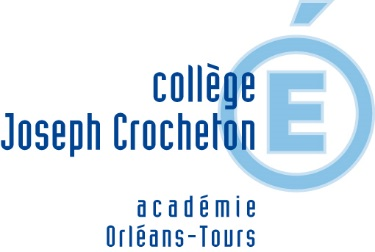 collège
Joseph Crocheton
É
académie
Orléans-Tours